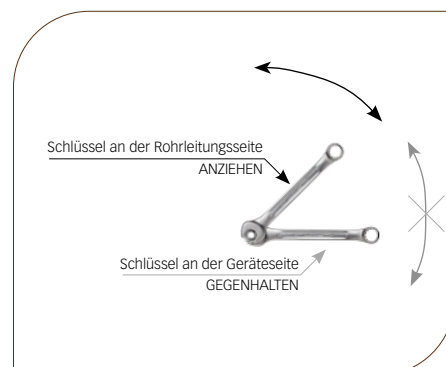 Schlüssel an der Rohrleitungsseite
ANZIEHEN
Schlüssel an der Geräteseite
GEGENHALTEN